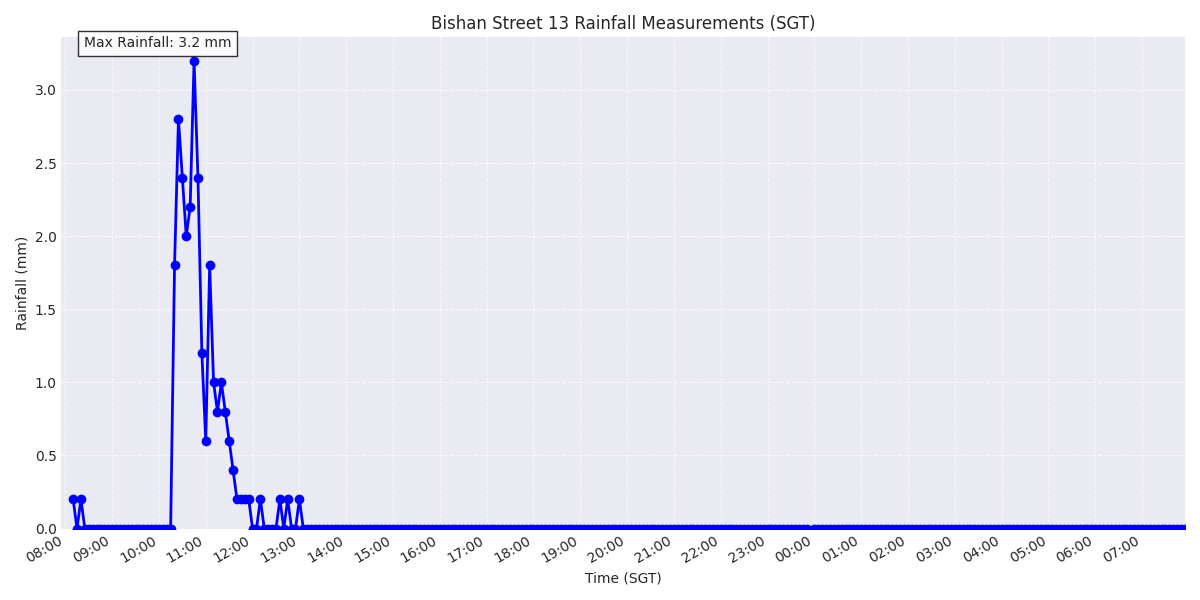 Bishan Street 13 Rainfall Measurements (SGT)
Max Rainfall: 3.2 mm
Rainfall (mm)
3.0
2.5
2.0
1.5
1.0
0.5
0.0
08:00 09:00 10:00 11:00 12:00 13:00 14:00 15:00 16:00 17:00 18:00 19:00 20:00 21:00 22:00 23:00 00:00 01:00 02:00 03:00 04:00 05:00 06:00 07:00
Time (SGT)